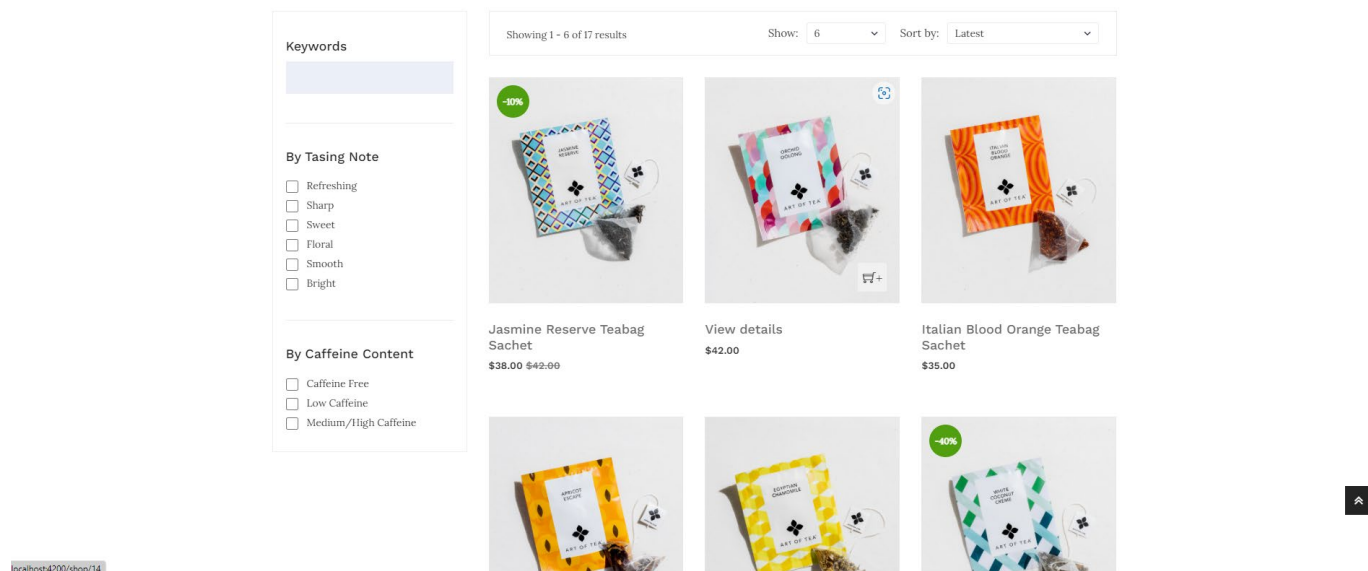 Keywords
By Tasing Note
Refreshing
Sharp
Sweet
Floral
Smooth
Bright
By Caffeine Content
Caffeine Free
Low Caffeine
Medium/High Caffeine
Showing 1 - 6 of 17 results
Show: 6
Sort by: Latest
-10%
JASMINE
RESERVE
ART OF TEA
Jasmine Reserve Teabag
Sachet
$38.00 $42.00
ORCHID
OOLONG
ART OF TEA
View details
$42.00
ITALIAN
BLOOD
ORANGE
ART OF TEA
Italian Blood Orange Teabag
Sachet
$35.00
APRICOT
ESCAPE
ART OF TEA
EGYPTIAN
CHAMOMILE
ART OF TEA
-40%
WHITE
COCONUT
CREME
ART OF TEA
localhost:4200/shop/14